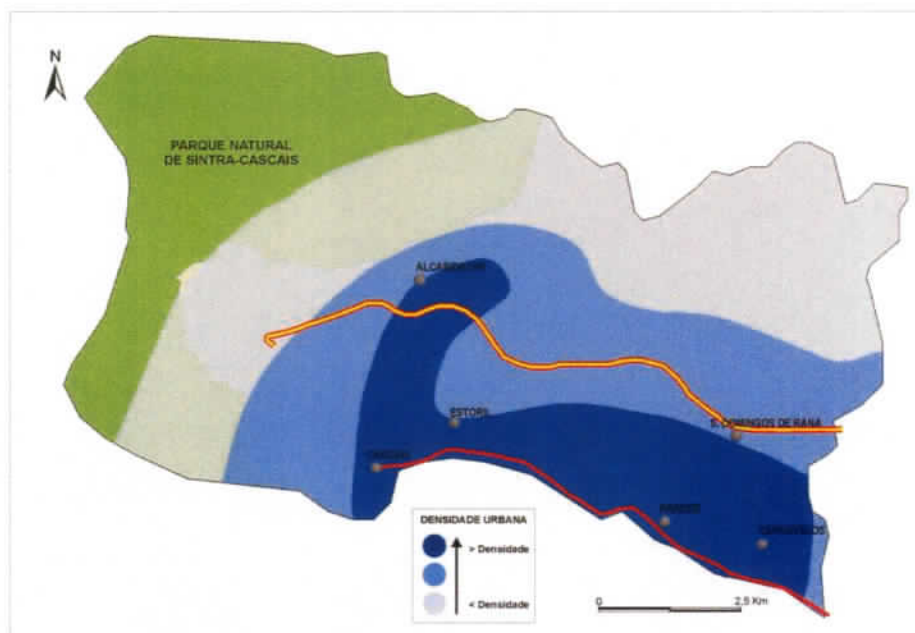 N
PARQUE NATURAL
DE SINTRA-CASCAIS
ESTORIL
S. DOMINGOS DE RANA
CASCAIS
PAREDE
CARCAVELOS
DENSIDADE URBANA
> Densidade
< Densidade
0
2,5 Km